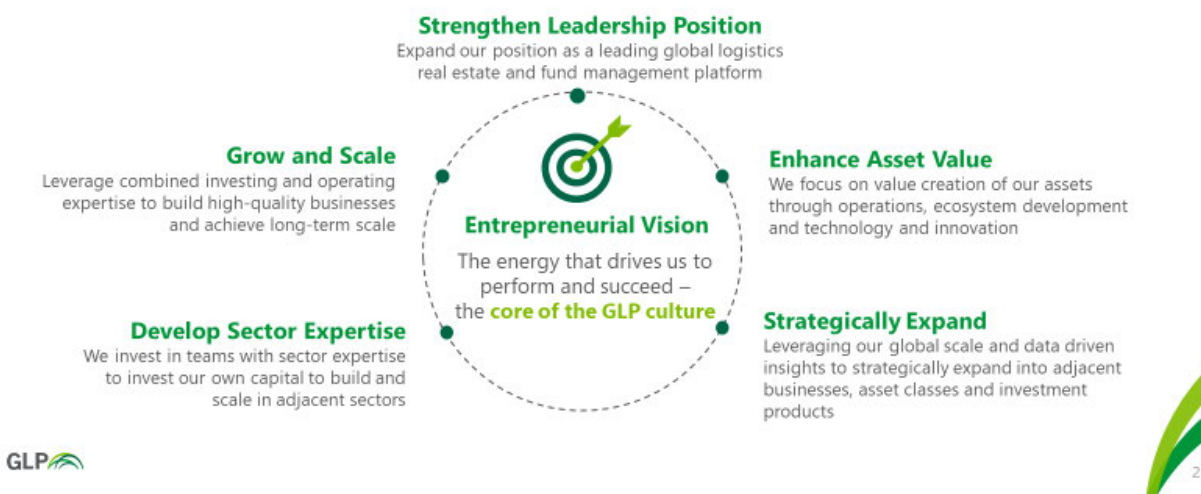 Strengthen Leadership Position
Expand our position as a leading global logistics
real estate and fund management platform
Grow and Scale
Leverage combined investing and operating
expertise to build high-quality businesses
and achieve long-term scale
Enhance Asset Value
We focus on value creation of our assets
through operations, ecosystem development
and technology and innovation
Entrepreneurial Vision
The energy that drives us to
perform and succeed –
the core of the GLP culture
Develop Sector Expertise
We invest in teams with sector expertise
to invest our own capital to build and
scale in adjacent sectors
Strategically Expand
Leveraging our global scale and data driven
insights to strategically expand into adjacent
businesses, asset classes and investment
products
GLP
2